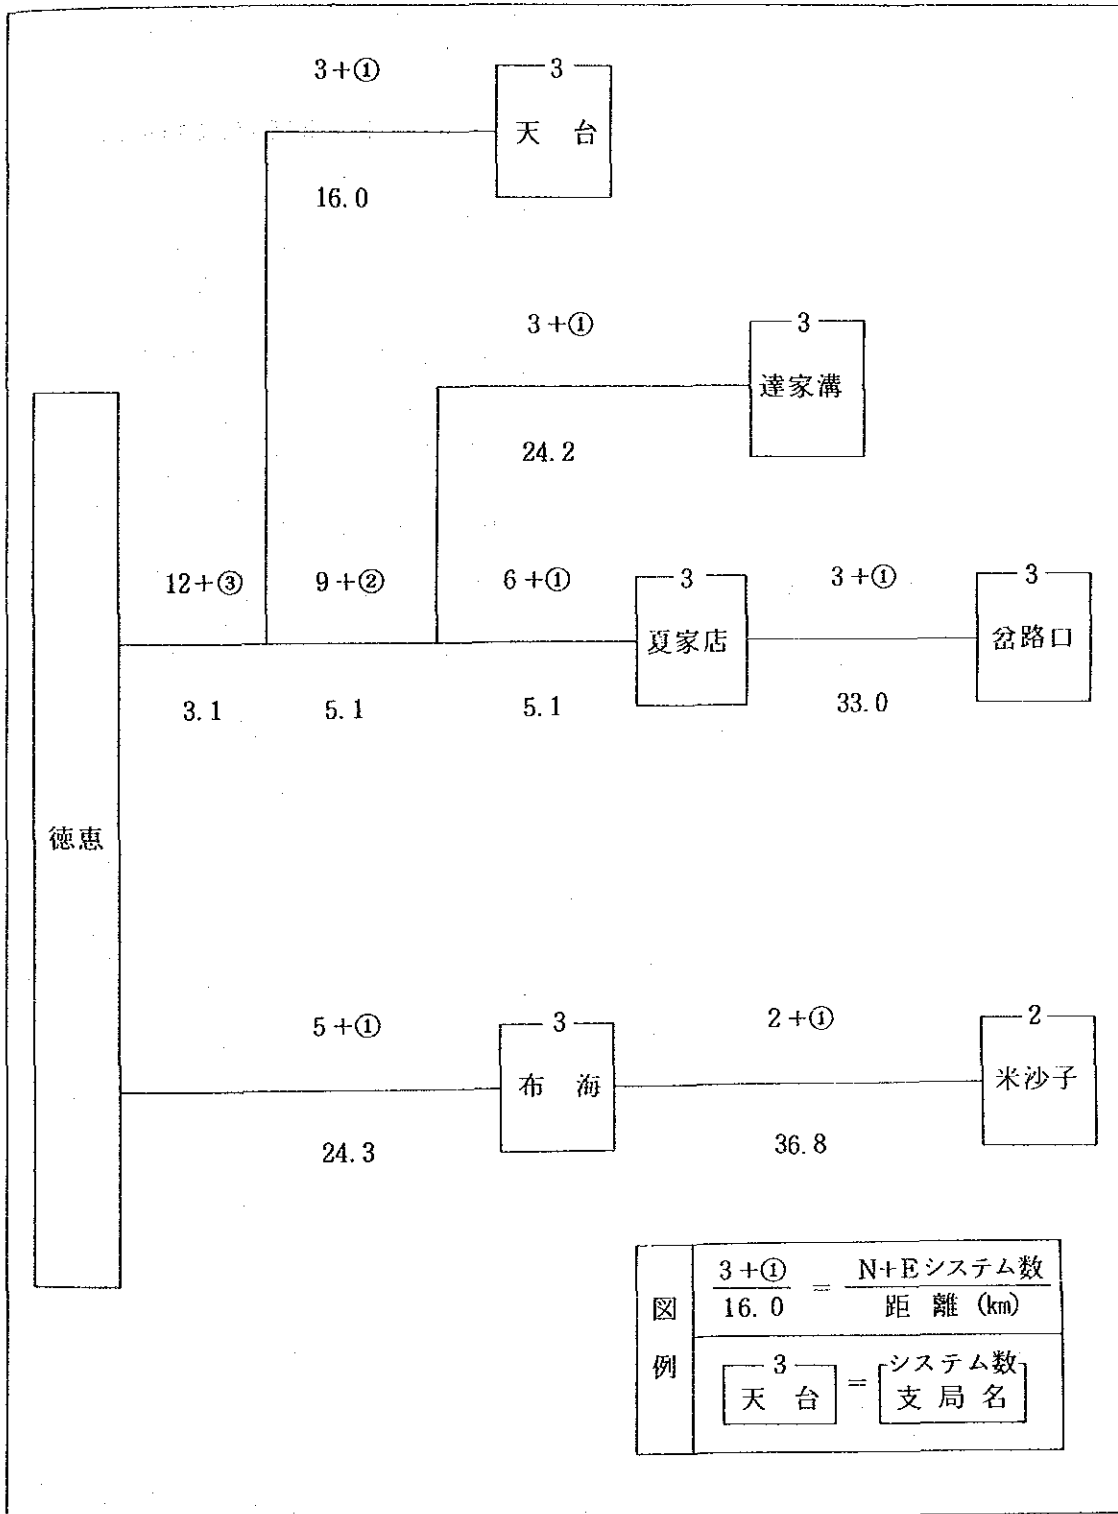 3+①
3
天 台
16.0
3+①
3
達家溝
24.2
12+③
9+②
6+①
3
夏家店
3+①
3
岔路口
3.1
5.1
5.1
33.0
徳恵
5+①
3
布 海
2+①
2
米沙子
24.3
36.8
図例
3+①
16.0
=
N+Eシステム数
距 離 (km)
3
天 台
=
システム数
支 局 名